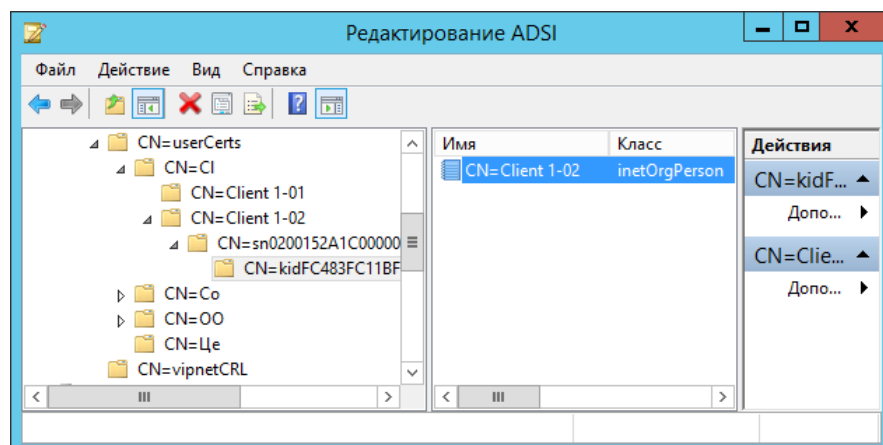 Редактирование ADSI
Файл Действие Вид Справка
CN=userCerts
CN=Cl
CN=Client 1-01
CN=Client 1-02
CN=sn0200152A1C00000
CN=kidFC483FC11BF
CN=Co
CN=OO
CN=Це
CN=vipnetCRL
Имя Класс
CN=Client 1-02 inetOrgPerson
Действия
CN=kidF...
Допо...
CN=Clie...
Допо...